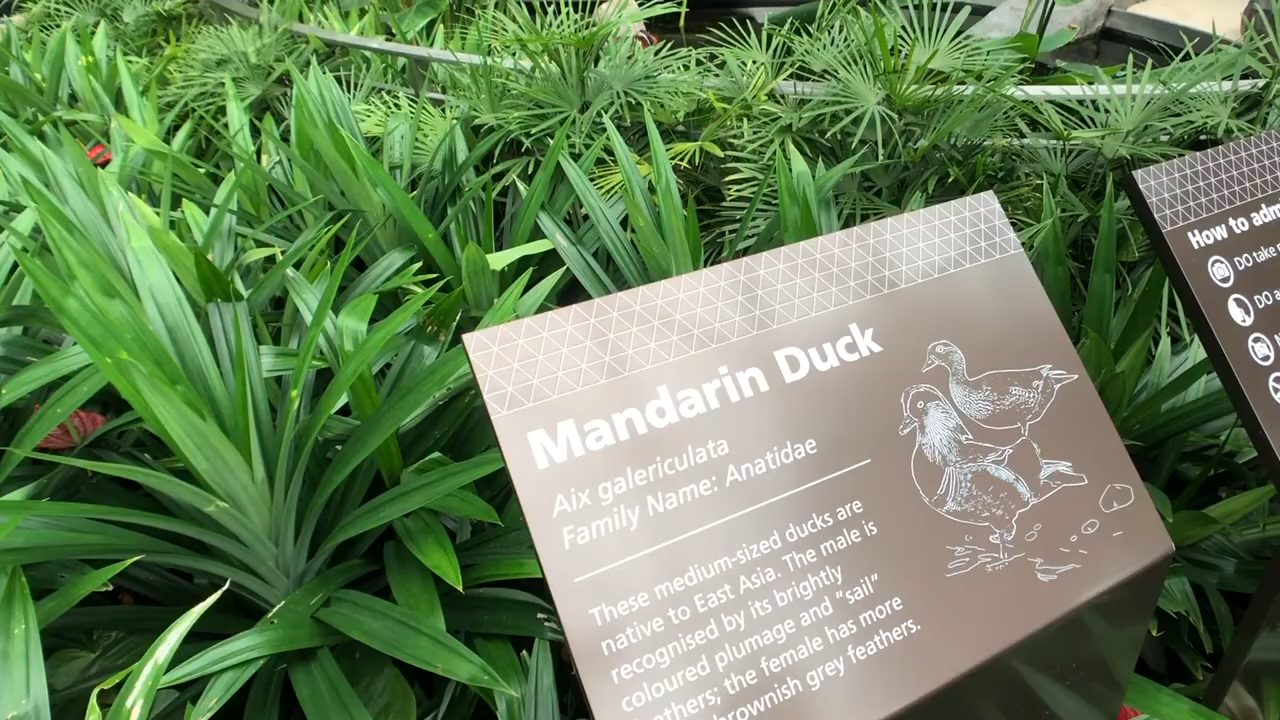 Mandarin Duck
Aix galericulata
Family Name: Anatidae
These medium-sized ducks are
native to East Asia. The male is
recognised by its brightly
coloured plumage and “sail”
the female has more
brownish grey feathers.
How to
DO take
DO